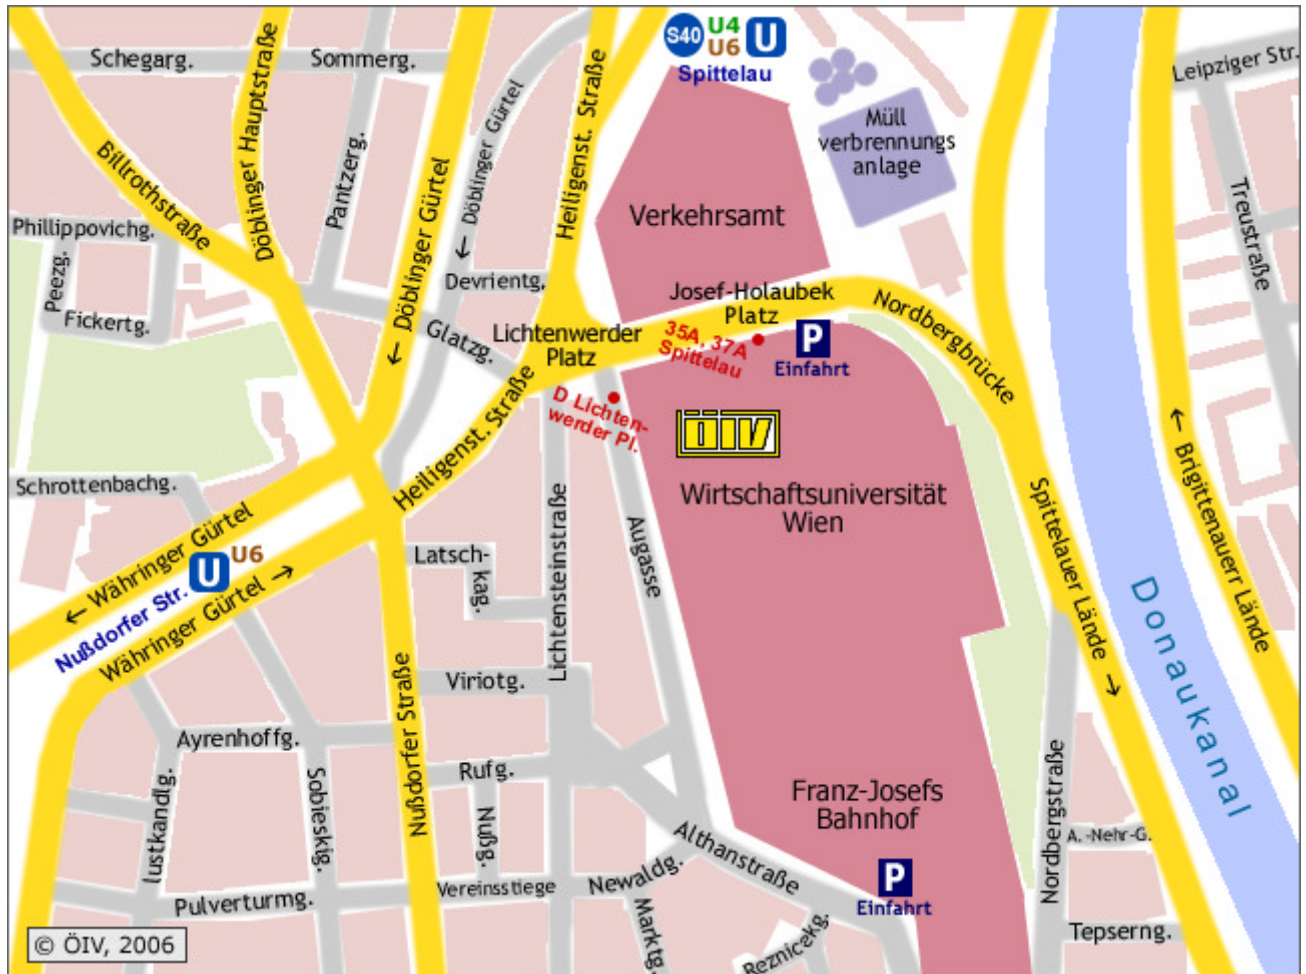 S40 U4 U
U6
Spittelau
Schegarg.
Sommerg.
Leipziger Str.
Müll
verbrennungs
anlage
Döblinger Hauptstraße
Billrothstraße
Pantzerg.
← Döblinger Gürtel
Heiligenst. Straße
Verkehrsamt
Treustraße
Phillippovichg.
Peezg.
Fickertg.
← Döblinger Gürtel
Devrientg.
Glatzg.
Josef-Holaubek
Platz
Nordbergbrücke
Lichtenwerder
Platz
35A, 37A
Spittelau
P
Einfahrt
D Lichten-
werder Pl.
ÖIV
Heiligenst. Straße
Schrottenbachg.
Wirtschaftsuniversität
Wien
← Währinger Gürtel
U U6
Nußdorfer Str.
Währinger Gürtel →
Latsch-
kag.
Lichtensteinstraße
Augasse
Spittelauer Lände →
← Brigittenauerr Lände
Donaukanal
Viriotg.
Nußdorfer Straße
Ayrenhoffg.
Rufg.
Nußg.
lustkandlg.
Sobieskig.
Franz-Josefs
Bahnhof
Nordbergstraße
A. -Nehr-G.
Althanstraße
P
Einfahrt
Pulverturmg.
Vereinsstiege
Newaldg.
Marktg.
Reznicekg.
Tepserng.
© ÖIV, 2006